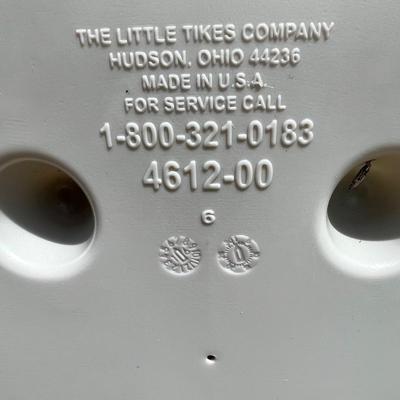 THE LITTLE TIKES COMPANY
HUDSON, OHIO 44236
MADE IN U.S.A.
FOR SERVICE CALL
1-800-321-0183
4612-00
6